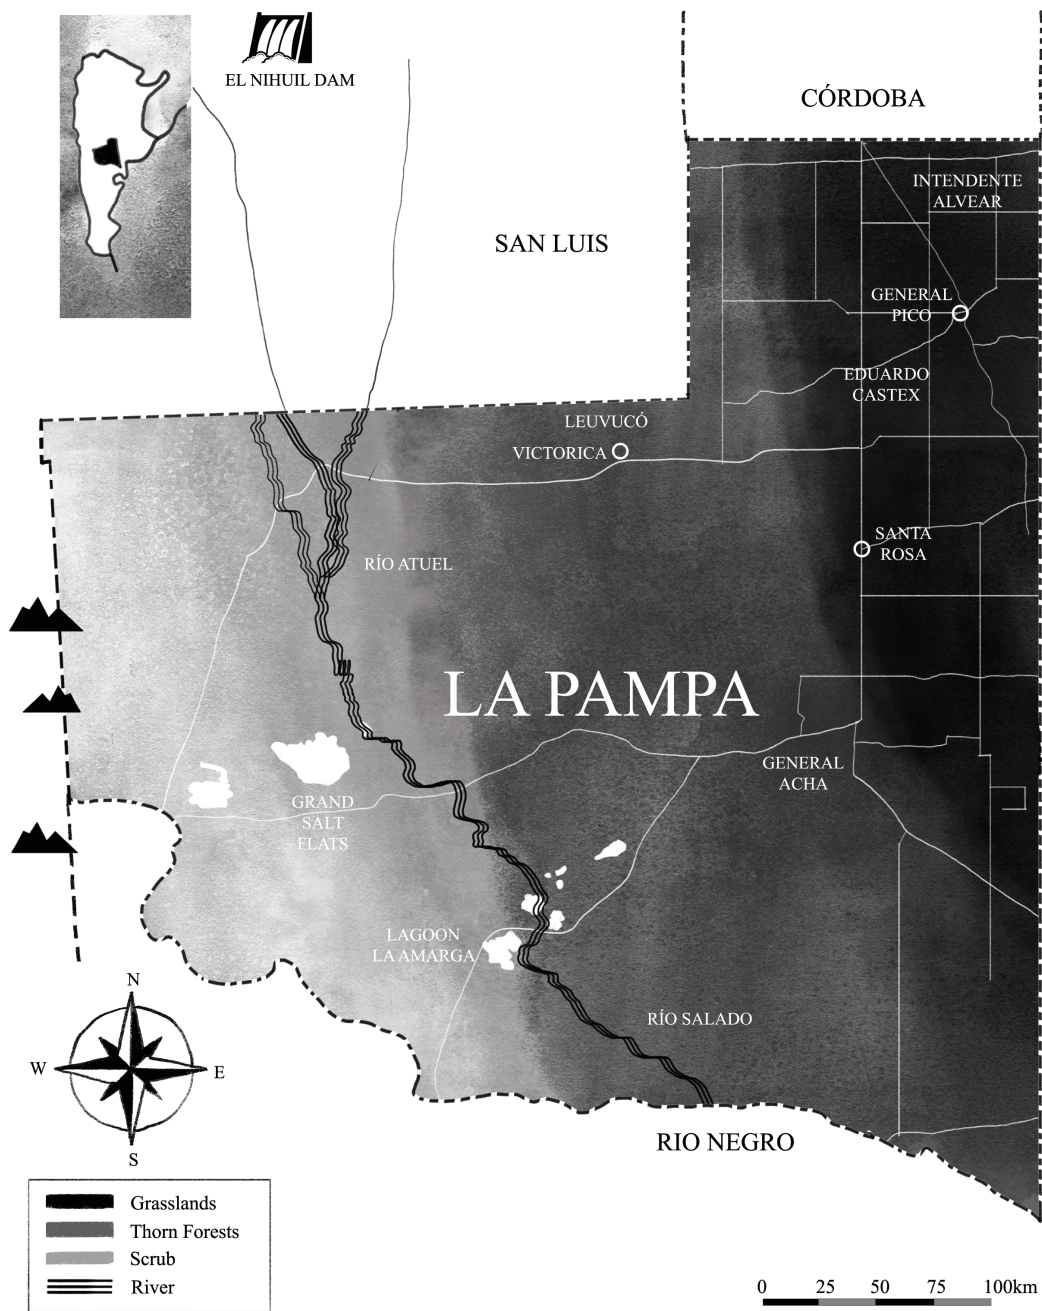 EL NIHUIL DAM
CÓRDOBA
INTENDENTE
ALVEAR
SAN LUIS
GENERAL
PICO
EDUARDO
CASTEX
LEUVUCÓ
VICTORICA
SANTA
ROSA
RÍO ATUEL
LA PAMPA
GENERAL
ACHA
GRAND
SALT
FLATS
LAGOON
LA AMARGA
RÍO SALADO
N
W
E
S
RIO NEGRO
Grasslands
Thorn Forests
Scrub
River
0 25 50 75 100km